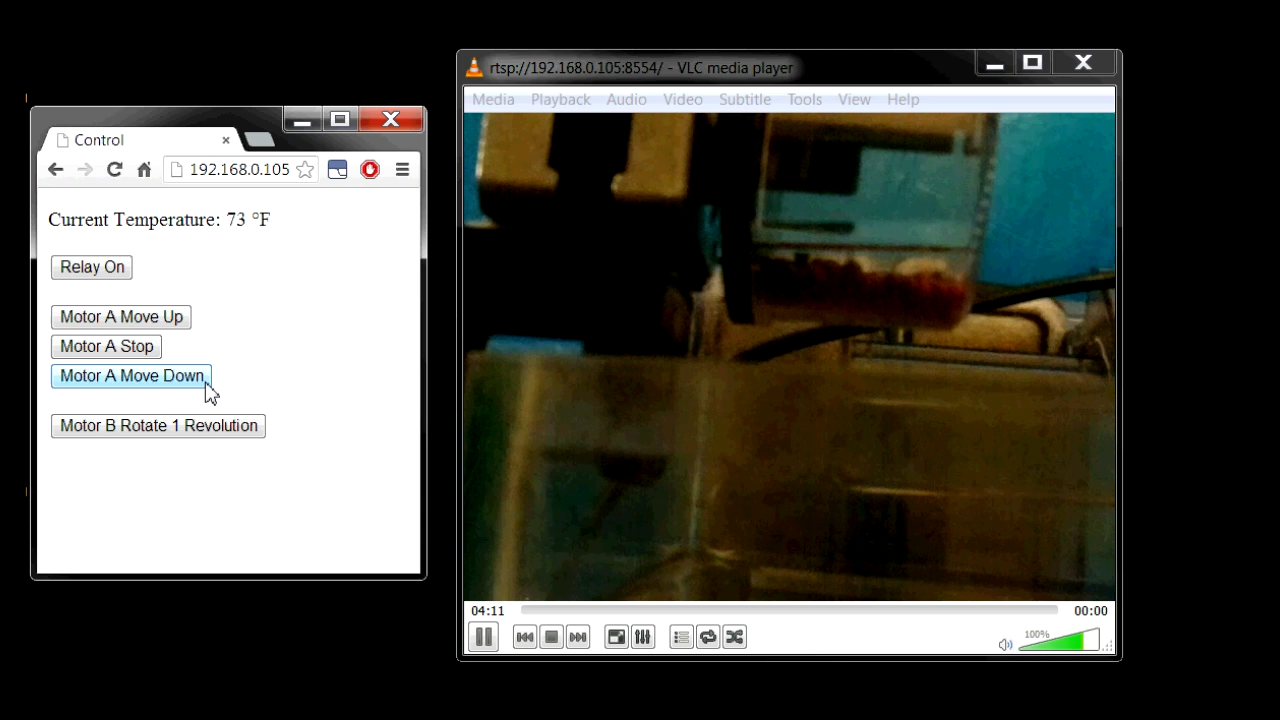 Control
192.168.0.105
Current Temperature: 73 °F
Relay On
Motor A Move Up
Motor A Stop
Motor A Move Down
Motor B Rotate 1 Revolution
rtsp://192.168.0.105:8554/ - VLC media player
Media Playback Audio Video Subtitle Tools View Help
04:11 00:00
100%